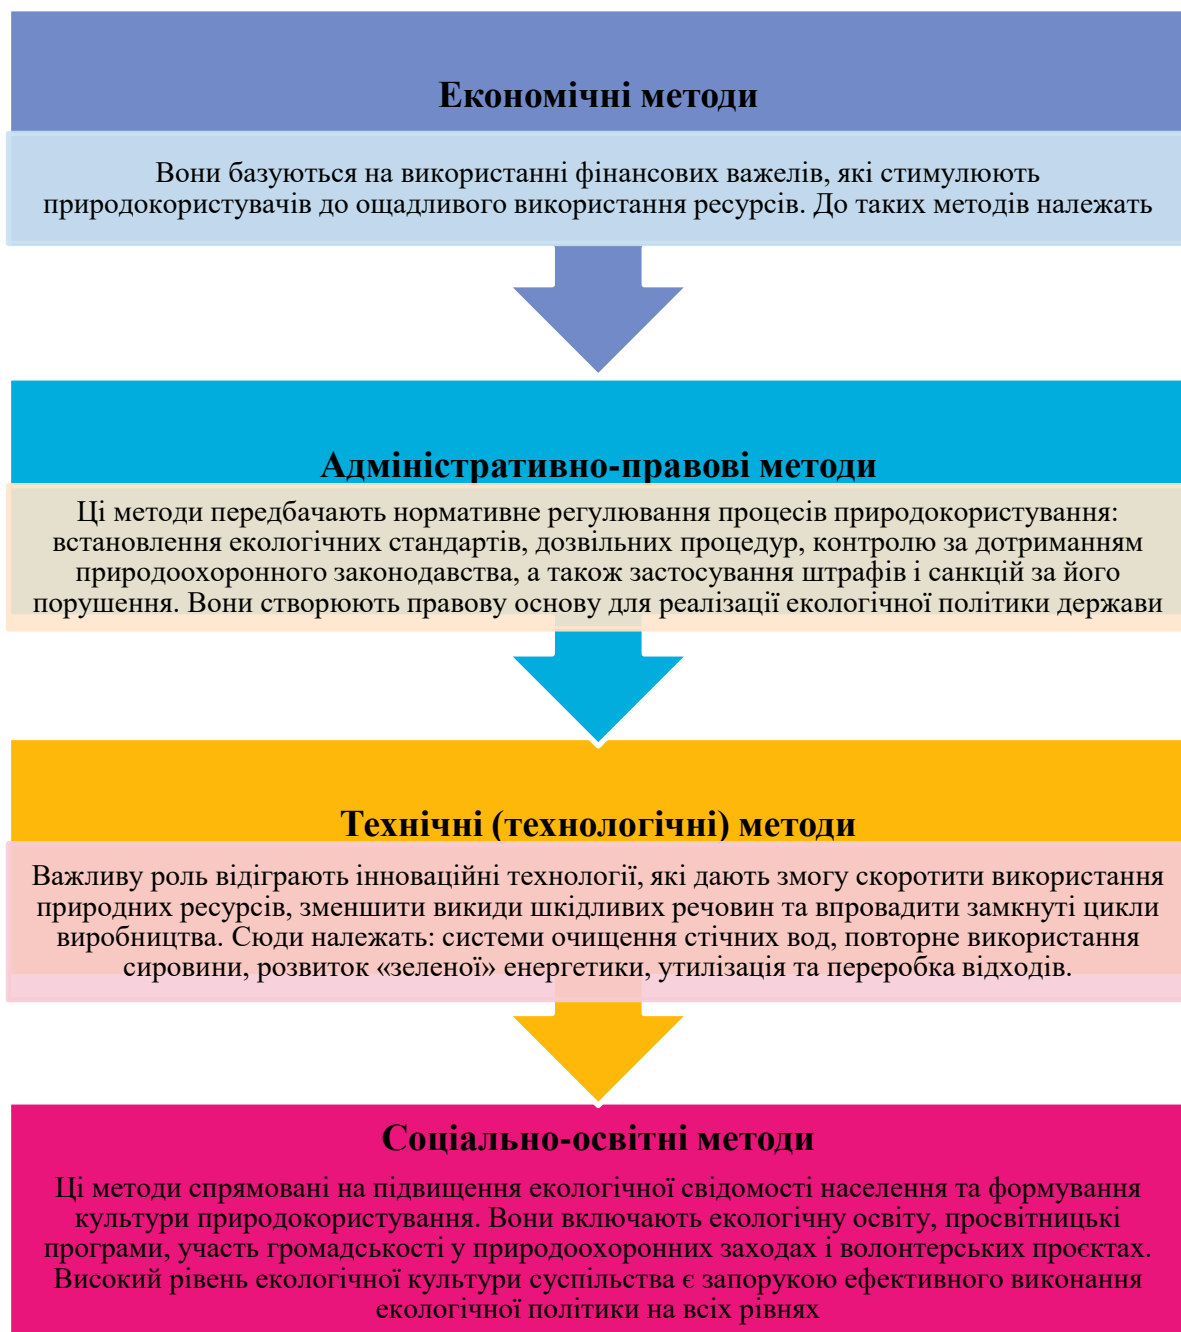 Економічні методи
Вони базуються на використанні фінансових важелів, які стимулюють
природокористувачів до ощадливого використання ресурсів. До таких методів належать
Адміністративно-правові методи
Ці методи передбачають нормативне регулювання процесів природокористування:
встановлення екологічних стандартів, дозвільних процедур, контролю за дотриманням
природоохоронного законодавства, а також застосування штрафів і санкцій за його
порушення. Вони створюють правову основу для реалізації екологічної політики держави
Технічні (технологічні) методи
Важливу роль відіграють інноваційні технології, які дають змогу скоротити використання
природних ресурсів, зменшити викиди шкідливих речовин та впровадити замкнуті цикли
виробництва. Сюди належать: системи очищення стічних вод, повторне використання
сировини, розвиток «зеленої» енергетики, утилізація та переробка відходів.
Соціально-освітні методи
Ці методи спрямовані на підвищення екологічної свідомості населення та формування
культури природокористування. Вони включають екологічну освіту, просвітницькі
програми, участь громадськості у природоохоронних заходах і волонтерських проєктах.
Високий рівень екологічної культури суспільства є запорукою ефективного виконання
екологічної політики на всіх рівнях